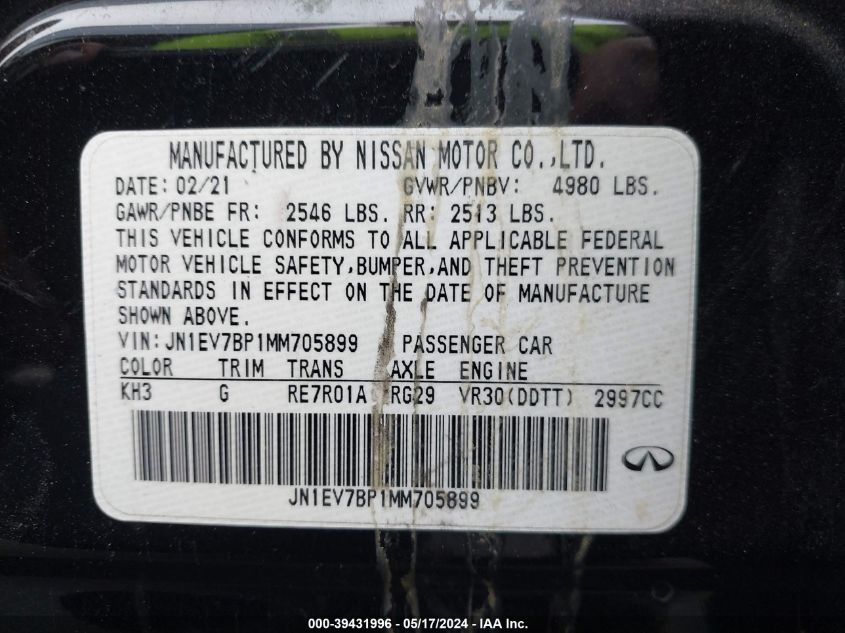 MANUFACTURED BY NISSAN MOTOR CO.,LTD.
DATE: 02/21 GVWR/PNBV: 4980 LBS.
GAWR/PNBE FR: 2546 LBS. RR: 2513 LBS.
THIS VEHICLE CONFORMS TO ALL APPLICABLE FEDERAL
MOTOR VEHICLE SAFETY,BUMPER,AND THEFT PREVENTION
STANDARDS IN EFFECT ON THE DATE OF MANUFACTURE
SHOWN ABOVE.
VIN:JN1EV7BP1MM705899 PASSENGER CAR
COLOR TRIM TRANS AXLE ENGINE
KH3 G RE7R01A RG29 VR30(DDTT) 2997CC
JN1EV7BP1MM705899
000-39431996 - 05/17/2024 - IAA Inc.